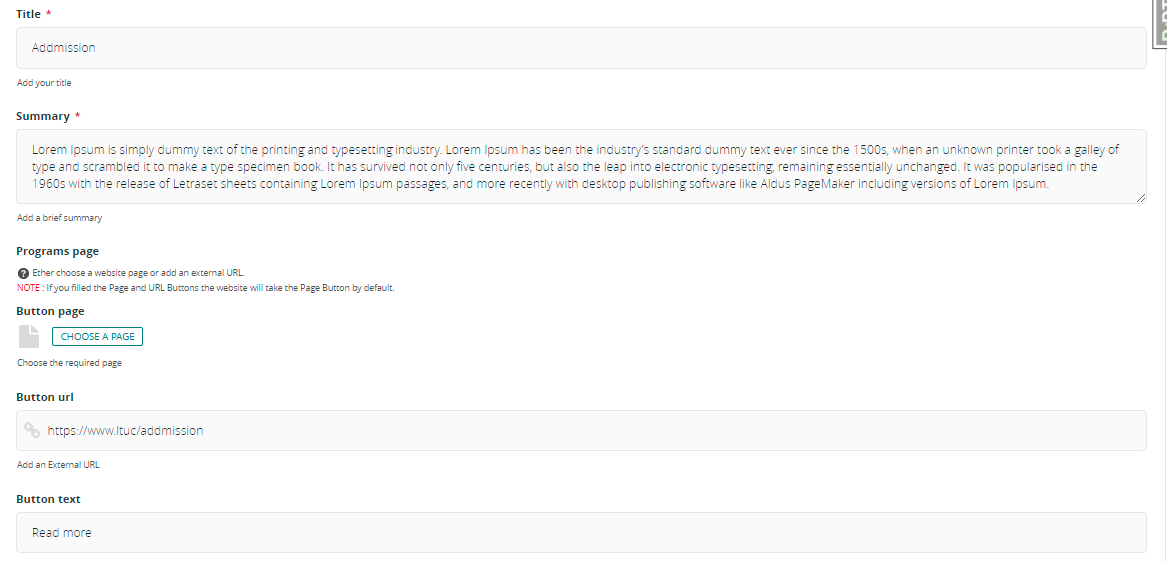 Title *
Addmission
Add your title
Summary *
Lorem Ipsum is simply dummy text of the printing and typesetting industry. Lorem Ipsum has been the industry's standard dummy text ever since the 1500s, when an unknown printer took a galley of
type and scrambled it to make a type specimen book. It has survived not only five centuries, but also the leap into electronic typesetting, remaining essentially unchanged. It was popularised in the
1960s with the release of Letraset sheets containing Lorem Ipsum passages, and more recently with desktop publishing software like Aldus PageMaker including versions of Lorem Ipsum.
Add a brief summary
Programs page
? Ether choose a website page or add an external URL.
NOTE : If you filled the Page and URL Buttons the website will take the Page Button by default.
Button page
CHOOSE A PAGE
Choose the required page
Button url
https://www.ltuc/addmission
Add an External URL
Button text
Read more